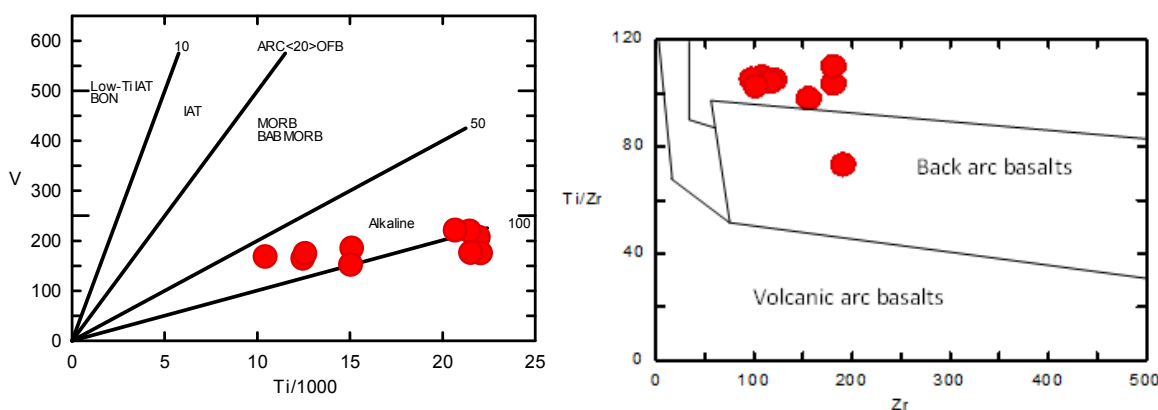 600
500
400
300
200
100
0
V
0
5
10
15
20
25
Ti/1000
10
ARC<20>OFB
Low-Ti IAT
BON
IAT
MORB
BABMORB
50
Alkaline
100
120
80
40
0
Ti/Zr
0
100
200
300
400
500
Zr
Back arc basalts
Volcanic arc basalts